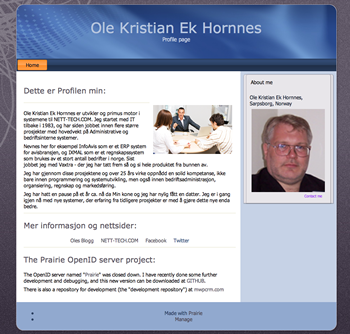 Ole Kristian Ek Hornnes
Profile page
Home
Dette er Profilen min:
Ole Kristian Ek Hornnes er utvikler og primus motor i
systemene til NETT-TECH.COM. Jeg startet med IT
tilbake i 1983, og har siden jobbet innen flere større
prosjekter med hovedvekt på Administrative og
bedriftsinterne systemer.
Nevnes her for eksempel InfoAvis som er et ERP system
for avisbransjen, og DXMAL som er et regnskapssystem
som brukes av et stort antall bedrifter i norge. Sist
jobbet jeg med Vaxtra - der jeg har tatt frem så og si hele produktet fra bunnen av.
Jeg har gjennom disse prosjektene og over 25 års virke oppnådd en solid kompetanse, ikke
bare innen programmering og systemutvikling, men også innen bedriftsadministrasjon,
organisering, regnskap og markedsføring.
Jeg har hatt en pause på et år ca. nå da Min kone og jeg har nylig fått en datter. Jeg er i gang
igjen nå med nye systemer, der erfaring fra tidligere prosjekter er med å gjøre dette nye enda
bedre.
Mer informasjon og nettsider:
Oles Blogg NETT-TECH.COM Facebook Twitter
The Prairie OpenID server project:
The OpenID server named "Prairie" was closed down. I have recently done some further
development and debugging, and this new version can be downloaded at GITHUB.
There is also a repository for development (the "development repository") at mwpcrm.com
About me
Ole Kristian Ek Hornnes,
Sarpsborg, Norway
Contact me
Made with Prairie
Manage